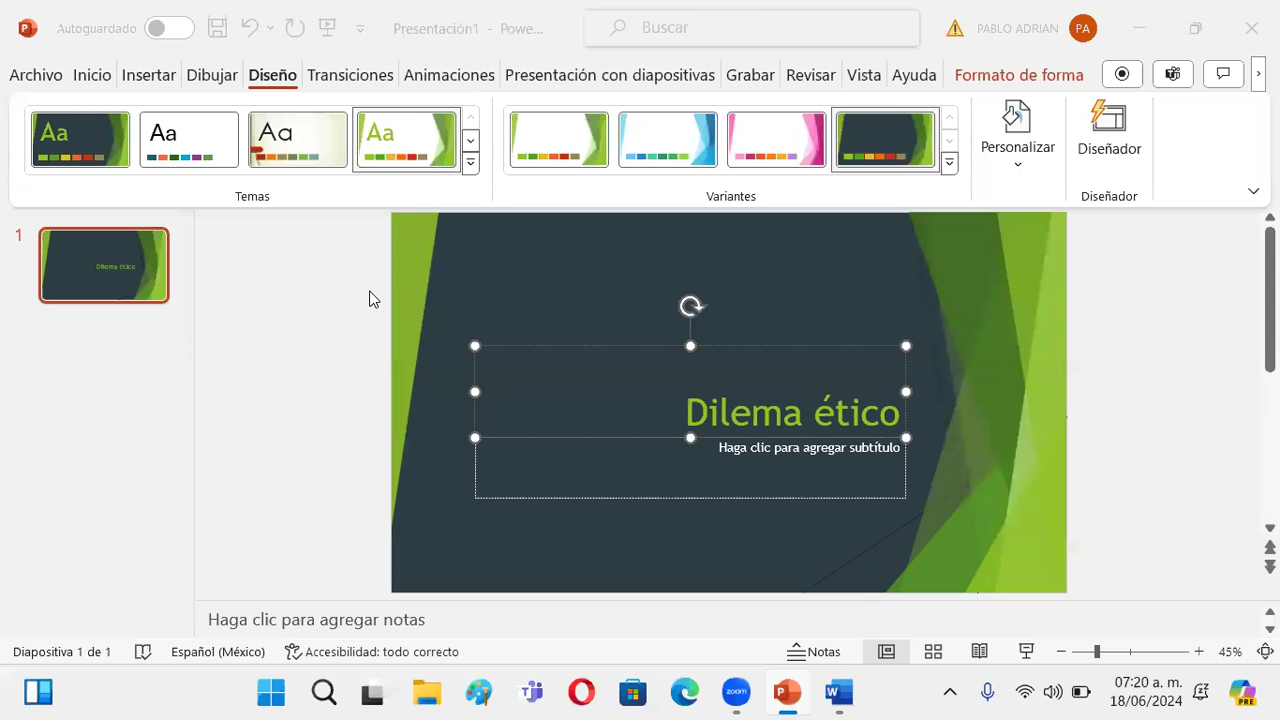 Autoguardado
Presentación1 - Powe...
Buscar
PABLO ADRIAN
PA
Archivo Inicio Insertar Dibujar Diseño Transiciones Animaciones Presentación con diapositivas Grabar Revisar Vista Ayuda Formato de forma
Aa Aa Aa Aa
Personalizar
Diseñador
Temas
Variantes
Diseñador
1
Dilema ético
Dilema ético
Haga clic para agregar subtítulo
Haga clic para agregar notas
Diapositiva 1 de 1
Español (México)
Accesibilidad: todo correcto
Notas
45%
zoom
07:20 a. m.
18/06/2024
PRE